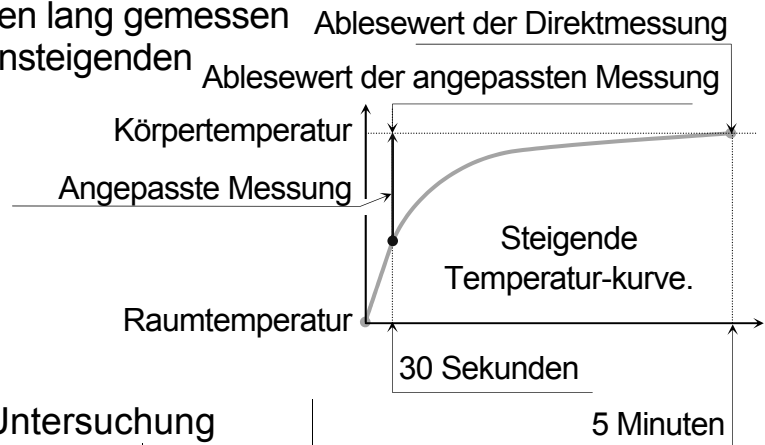 en lang gemessen
nsteigenden
Ablesewert der Direktmessung
Ablesewert der angepassten Messung
Körpertemperatur
Angepasste Messung
Steigende
Temperatur-kurve.
Raumtemperatur
30 Sekunden
5 Minuten
Untersuchung